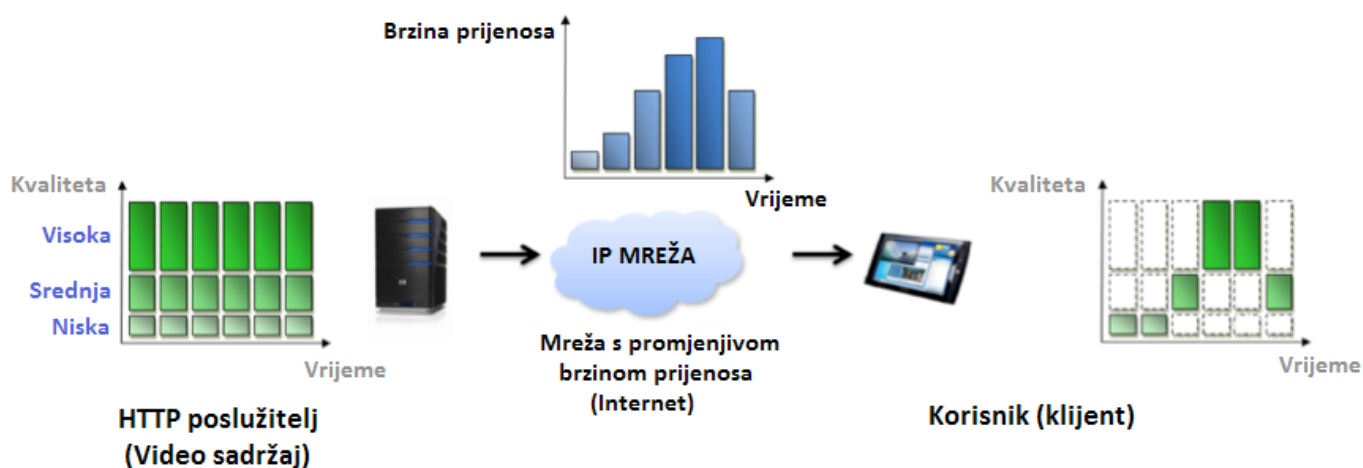 Brzina prijenosa
Vrijeme
Kvaliteta
Visoka
Srednja
Niska
Vrijeme
HTTP poslužitelj
(Video sadržaj)
IP MREŽA
Mreža s promjenjivom
brzinom prijenosa
(Internet)
Kvaliteta
Vrijeme
Korisnik (klijent)